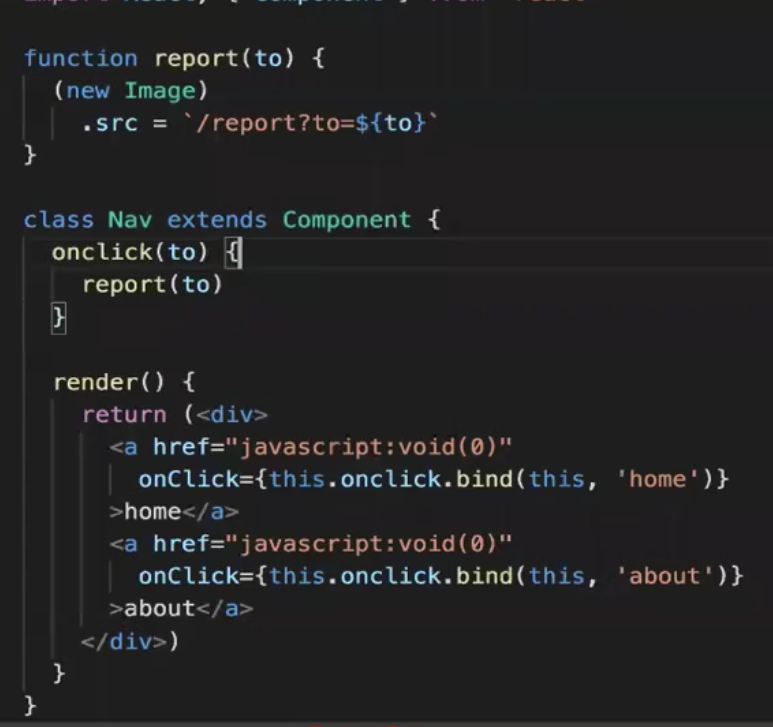 function report(to) {
  (new Image)
    .src = `/report?to=${to}`
}

class Nav extends Component {
  onclick(to) {
    report(to)
  }

  render() {
    return (<div>
      <a href="javascript:void(0)"
        onClick={this.onclick.bind(this, 'home')}
      >home</a>
      <a href="javascript:void(0)"
        onClick={this.onclick.bind(this, 'about')}
      >about</a>
    </div>)
  }
}